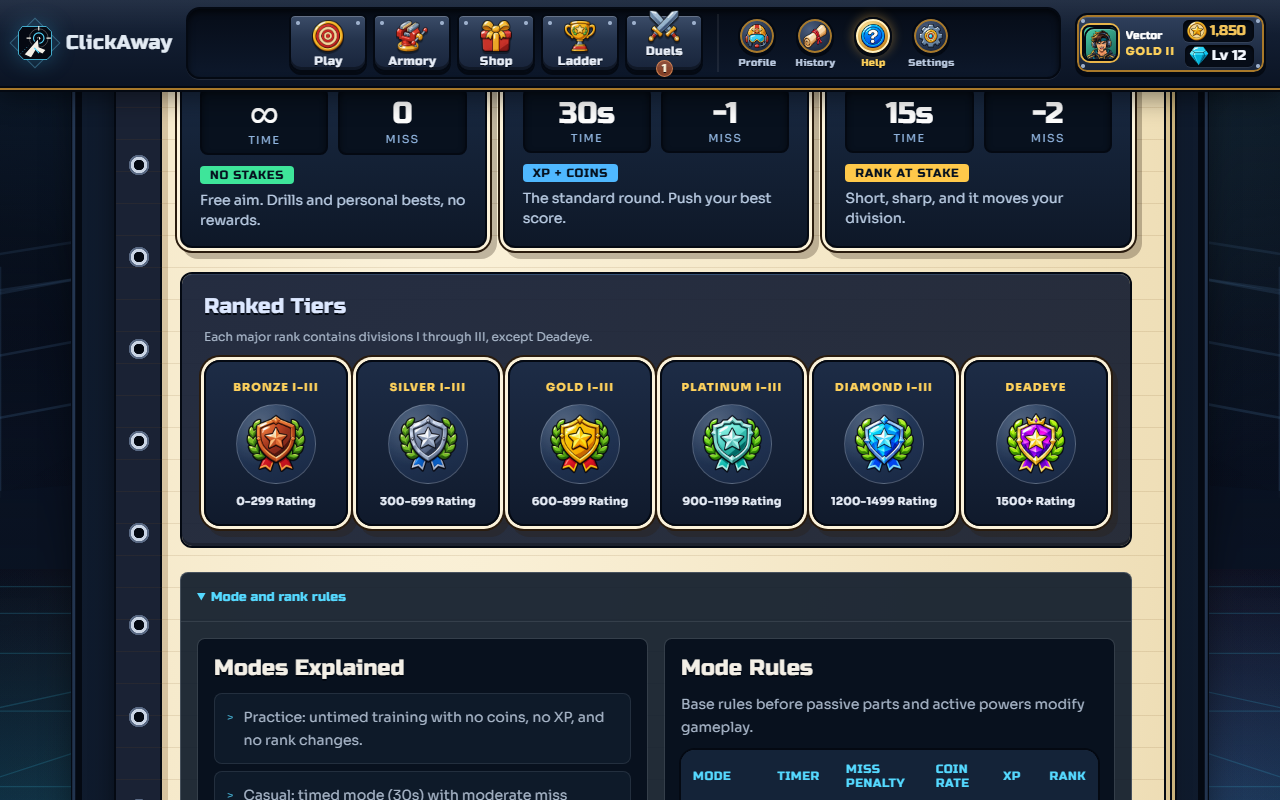 ClickAway
Play
Armory
Shop
Ladder
Duels
1
Profile
History
Help
Settings
Vector
GOLD II
1,850
Lv 12
∞
TIME
0
MISS
NO STAKES
Free aim. Drills and personal bests, no
rewards.
30s
TIME
-1
MISS
XP + COINS
The standard round. Push your best
score.
15s
TIME
-2
MISS
RANK AT STAKE
Short, sharp, and it moves your
division.
Ranked Tiers
Each major rank contains divisions I through III, except Deadeye.
BRONZE I-III
0-299 Rating
SILVER I-III
300-599 Rating
GOLD I-III
600-899 Rating
PLATINUM I-III
900-1199 Rating
DIAMOND I-III
1200-1499 Rating
DEADEYE
1500+ Rating
▼ Mode and rank rules
Modes Explained
> Practice: untimed training with no coins, no XP, and
no rank changes.
> Casual: timed mode (30s) with moderate miss
Mode Rules
Base rules before passive parts and active powers modify
gameplay.
MODE TIMER MISS PENALTY COIN RATE XP RANK